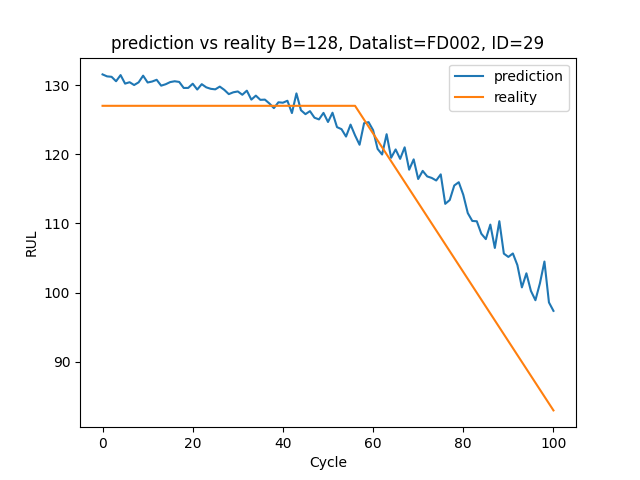 prediction vs reality B=128, Datalist=FD002, ID=29
prediction
reality
130
120
110
100
90
RUL
0 20 40 60 80 100
Cycle